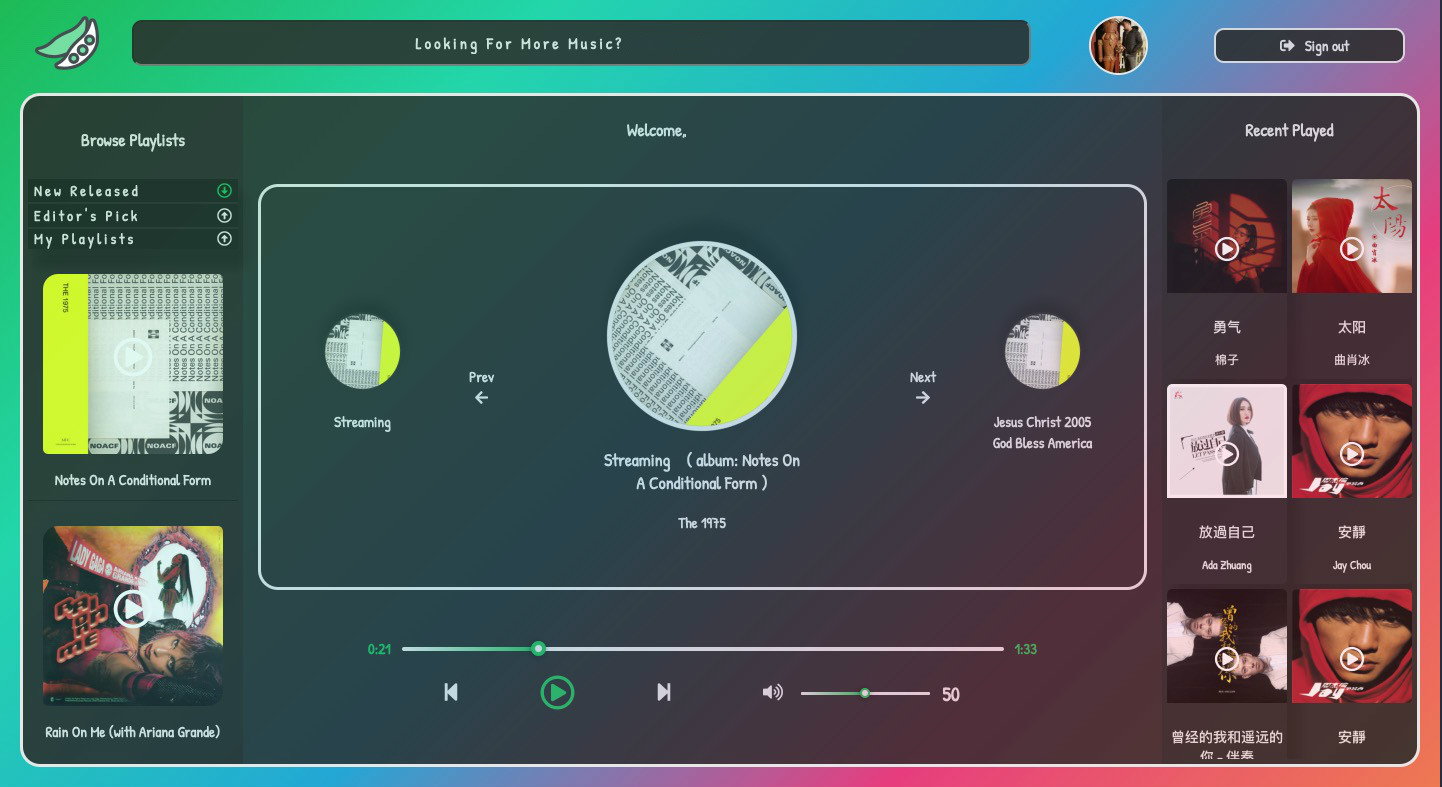 Looking For More Music?
Sign out
Browse Playlists
New Released
Editor's Pick
My Playlists
THE 1975
Notes On A Conditional Form
NOACF
NOACF
NOA
Notes On A Conditional Form
LADY GAGA
ARIANA GRANDE
RAIN ON ME
Rain On Me (with Ariana Grande)
Welcome,,
Streaming
Prev
Streaming ( album: Notes On
A Conditional Form )
The 1975
Next
Jesus Christ 2005
God Bless America
0:21
1:33
50
Recent Played
太
陽
勇气
太阳
棉子
曲肖冰
Jay
放過自己
安靜
Ada Zhuang
Jay Chou
Jay
曾经的我和遥远的
你 - 伴奏
安靜